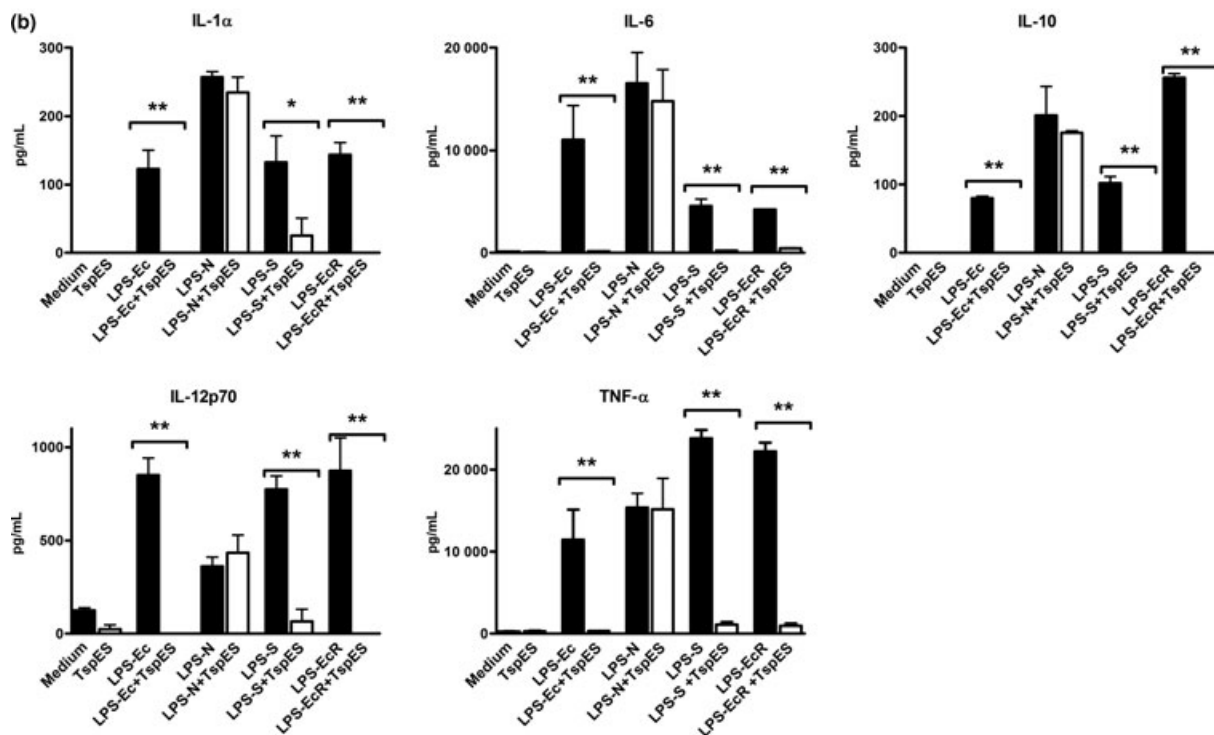 (b)
IL-1α
300
200
100
0
pg/mL
**
*
**
Medium
TspES
LPS-Ec
LPS-Ec+TspES
LPS-N
LPS-N+TspES
LPS-S
LPS-S+TspES
LPS-EcR
LPS-EcR+TspES
IL-6
20 000
10 000
0
pg/mL
**
**
**
Medium
TspES
LPS-Ec
LPS-Ec +TspES
LPS-N
LPS-N +TspES
LPS-S
LPS-S +TspES
LPS-EcR
LPS-EcR +TspES
IL-10
300
200
100
0
pg/mL
**
**
**
Medium
TspES
LPS-Ec
LPS-Ec+TspES
LPS-N
LPS-N+TspES
LPS-S
LPS-S+TspES
LPS-EcR
LPS-EcR+TspES
IL-12p70
1000
500
0
pg/mL
**
**
**
Medium
TspES
LPS-Ec
LPS-Ec+TspES
LPS-N
LPS-N+TspES
LPS-S
LPS-S+TspES
LPS-EcR
LPS-EcR+TspES
TNF-α
20 000
10 000
0
pg/mL
**
**
**
Medium
TspES
LPS-Ec
LPS-Ec+TspES
LPS-N
LPS-N+TspES
LPS-S
LPS-S +TspES
LPS-EcR
LPS-EcR +TspES